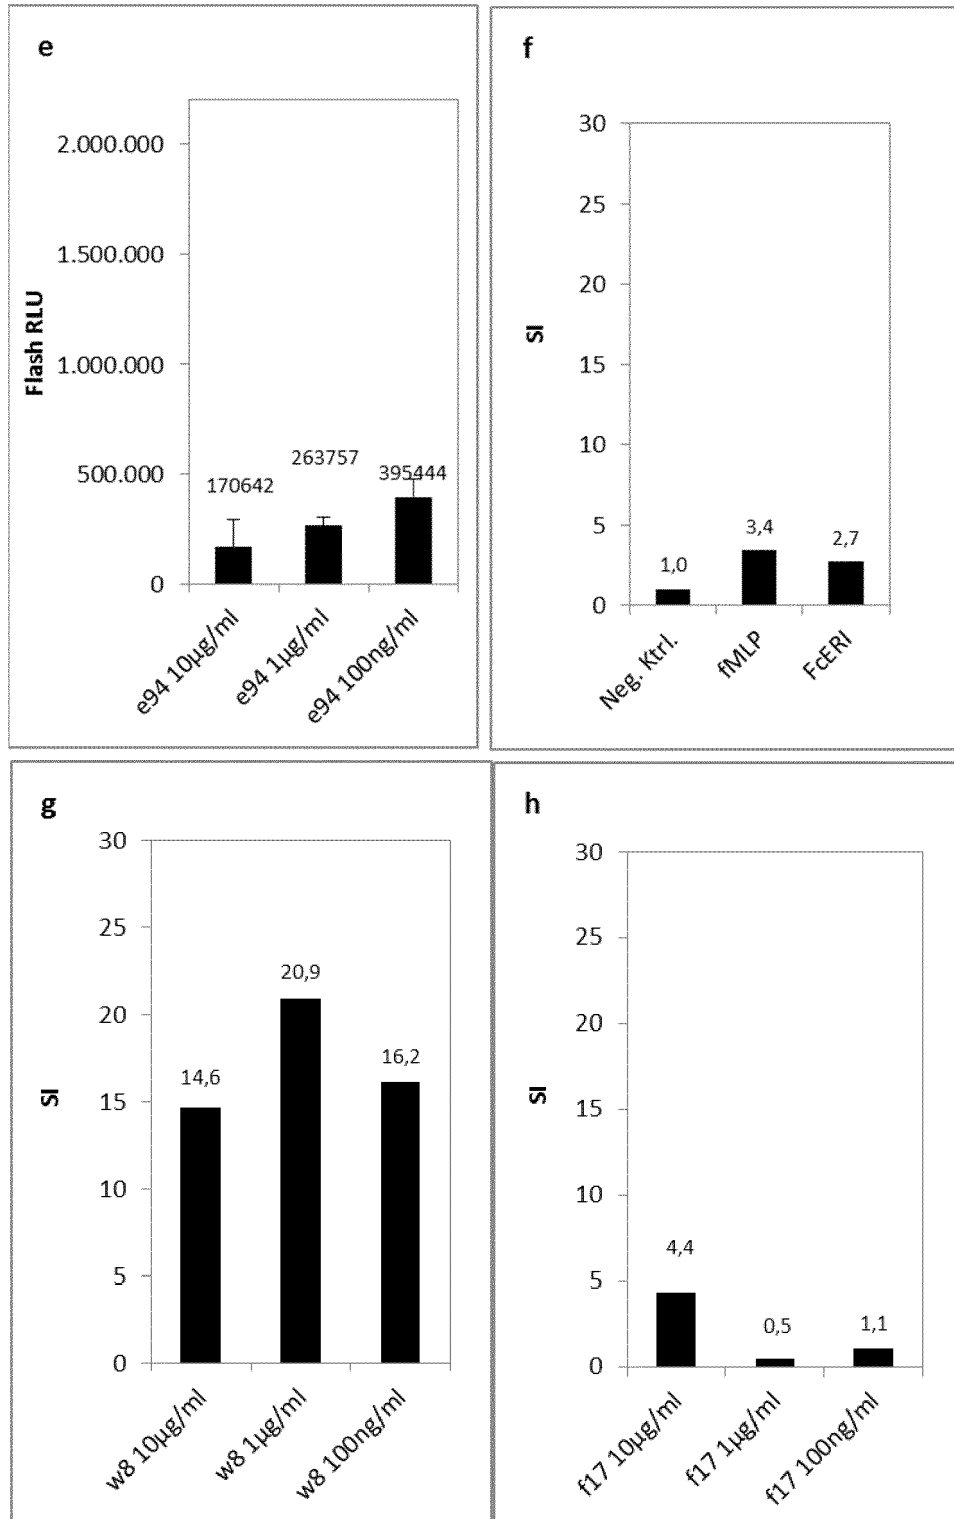 e
Flash RLU
2.000.000
1.500.000
1.000.000
500.000
0
170642
263757
395444
e94 10µg/ml
e94 1µg/ml
e94 100ng/ml
f
SI
30
25
20
15
10
5
0
1,0
3,4
2,7
Neg. Ktrl.
fMLP
FcERI
g
SI
30
25
20
15
10
5
0
14,6
20,9
16,2
w8 10µg/ml
w8 1µg/ml
w8 100ng/ml
h
SI
30
25
20
15
10
5
0
4,4
0,5
1,1
f17 10µg/ml
f17 1µg/ml
f17 100ng/ml